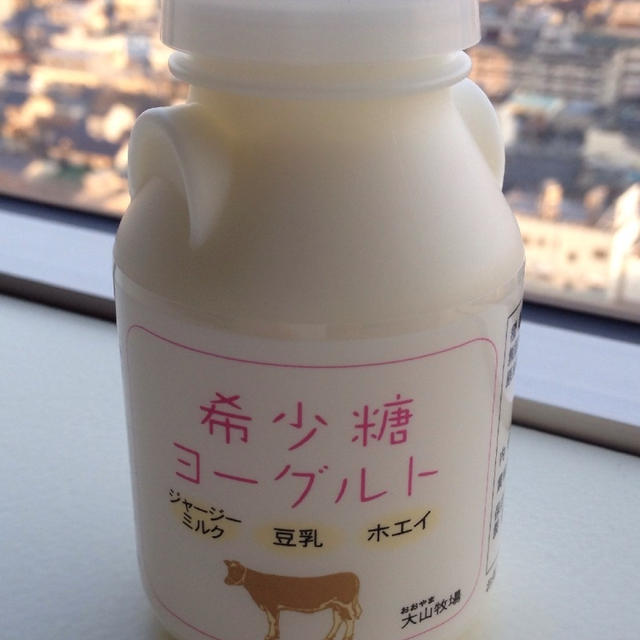 希少糖
ヨーグルト
ジャージー
ミルク
豆乳
ホエイ
おおやま
大山牧場